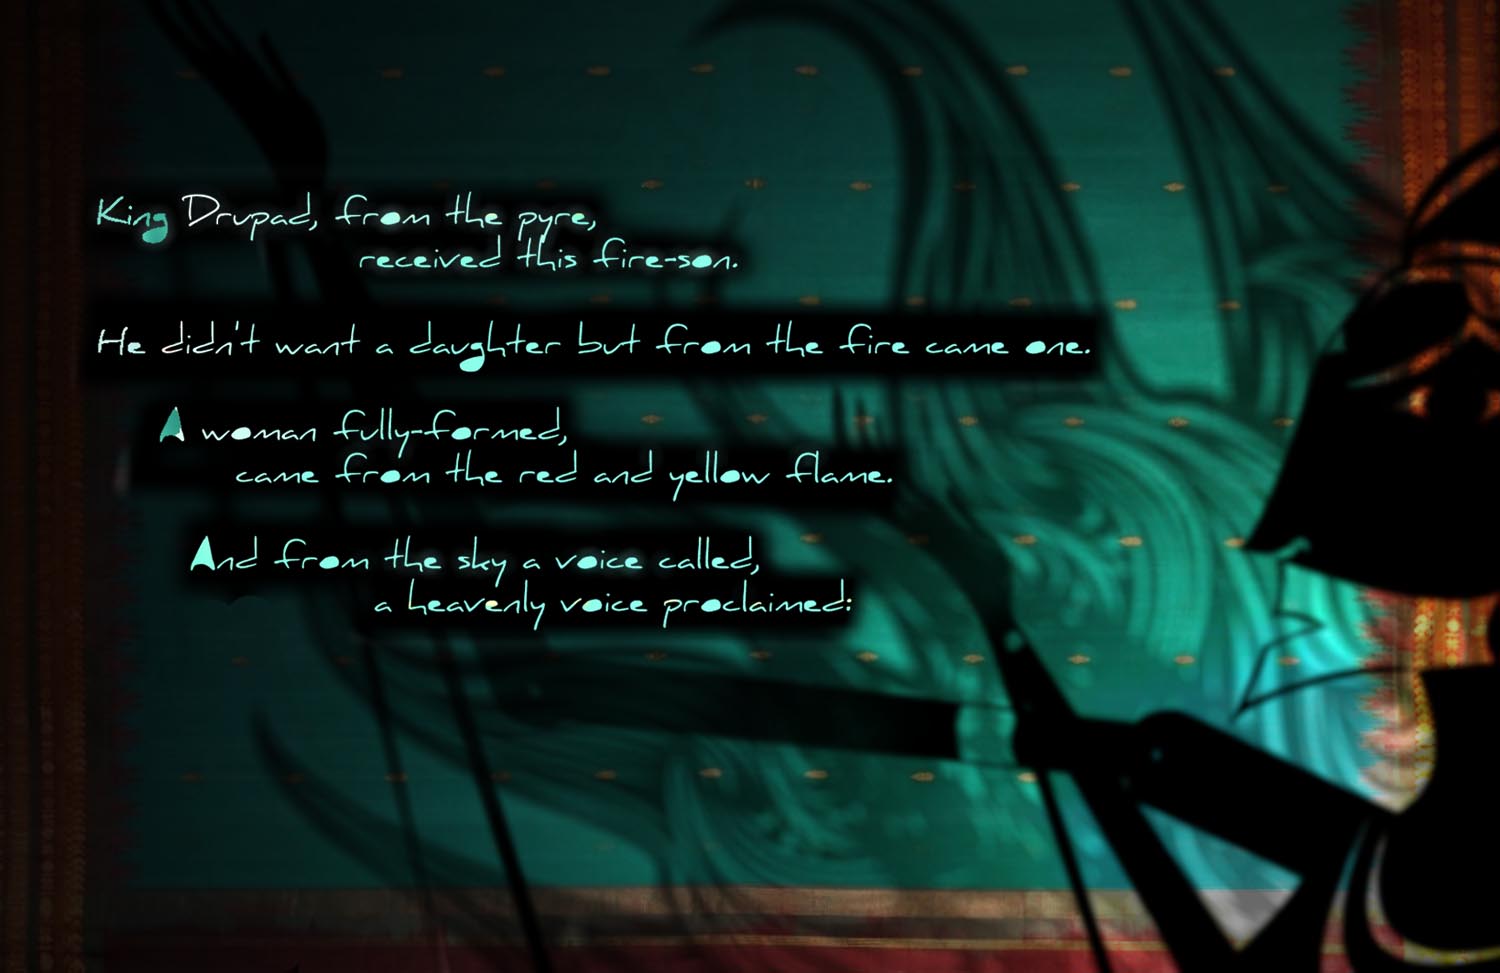 King Drupad, from the pyre,
received this fire-son.
He didn't want a daughter but from the fire came one.
A woman fully-formed,
came from the red and yellow flame.
And from the sky a voice called,
a heavenly voice proclaimed: